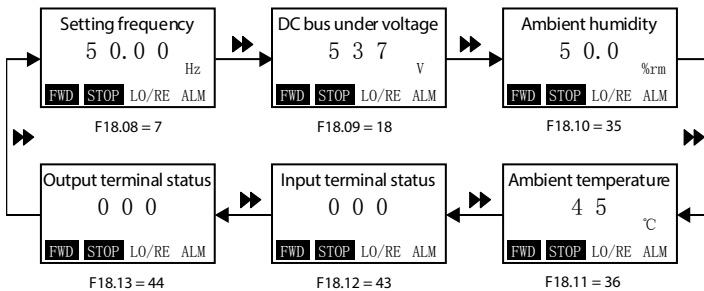 Setting frequency
5 0.0 0
Hz
FWD STOP LO/RE ALM
F18.08 = 7
DC bus under voltage
5 3 7
V
FWD STOP LO/RE ALM
F18.09 = 18
Ambient humidity
5 0.0
%rm
FWD STOP LO/RE ALM
F18.10 = 35
Output terminal status
0 0 0
FWD STOP LO/RE ALM
F18.13 = 44
Input terminal status
0 0 0
FWD STOP LO/RE ALM
F18.12 = 43
Ambient temperature
4 5
℃
FWD STOP LO/RE ALM
F18.11 = 36